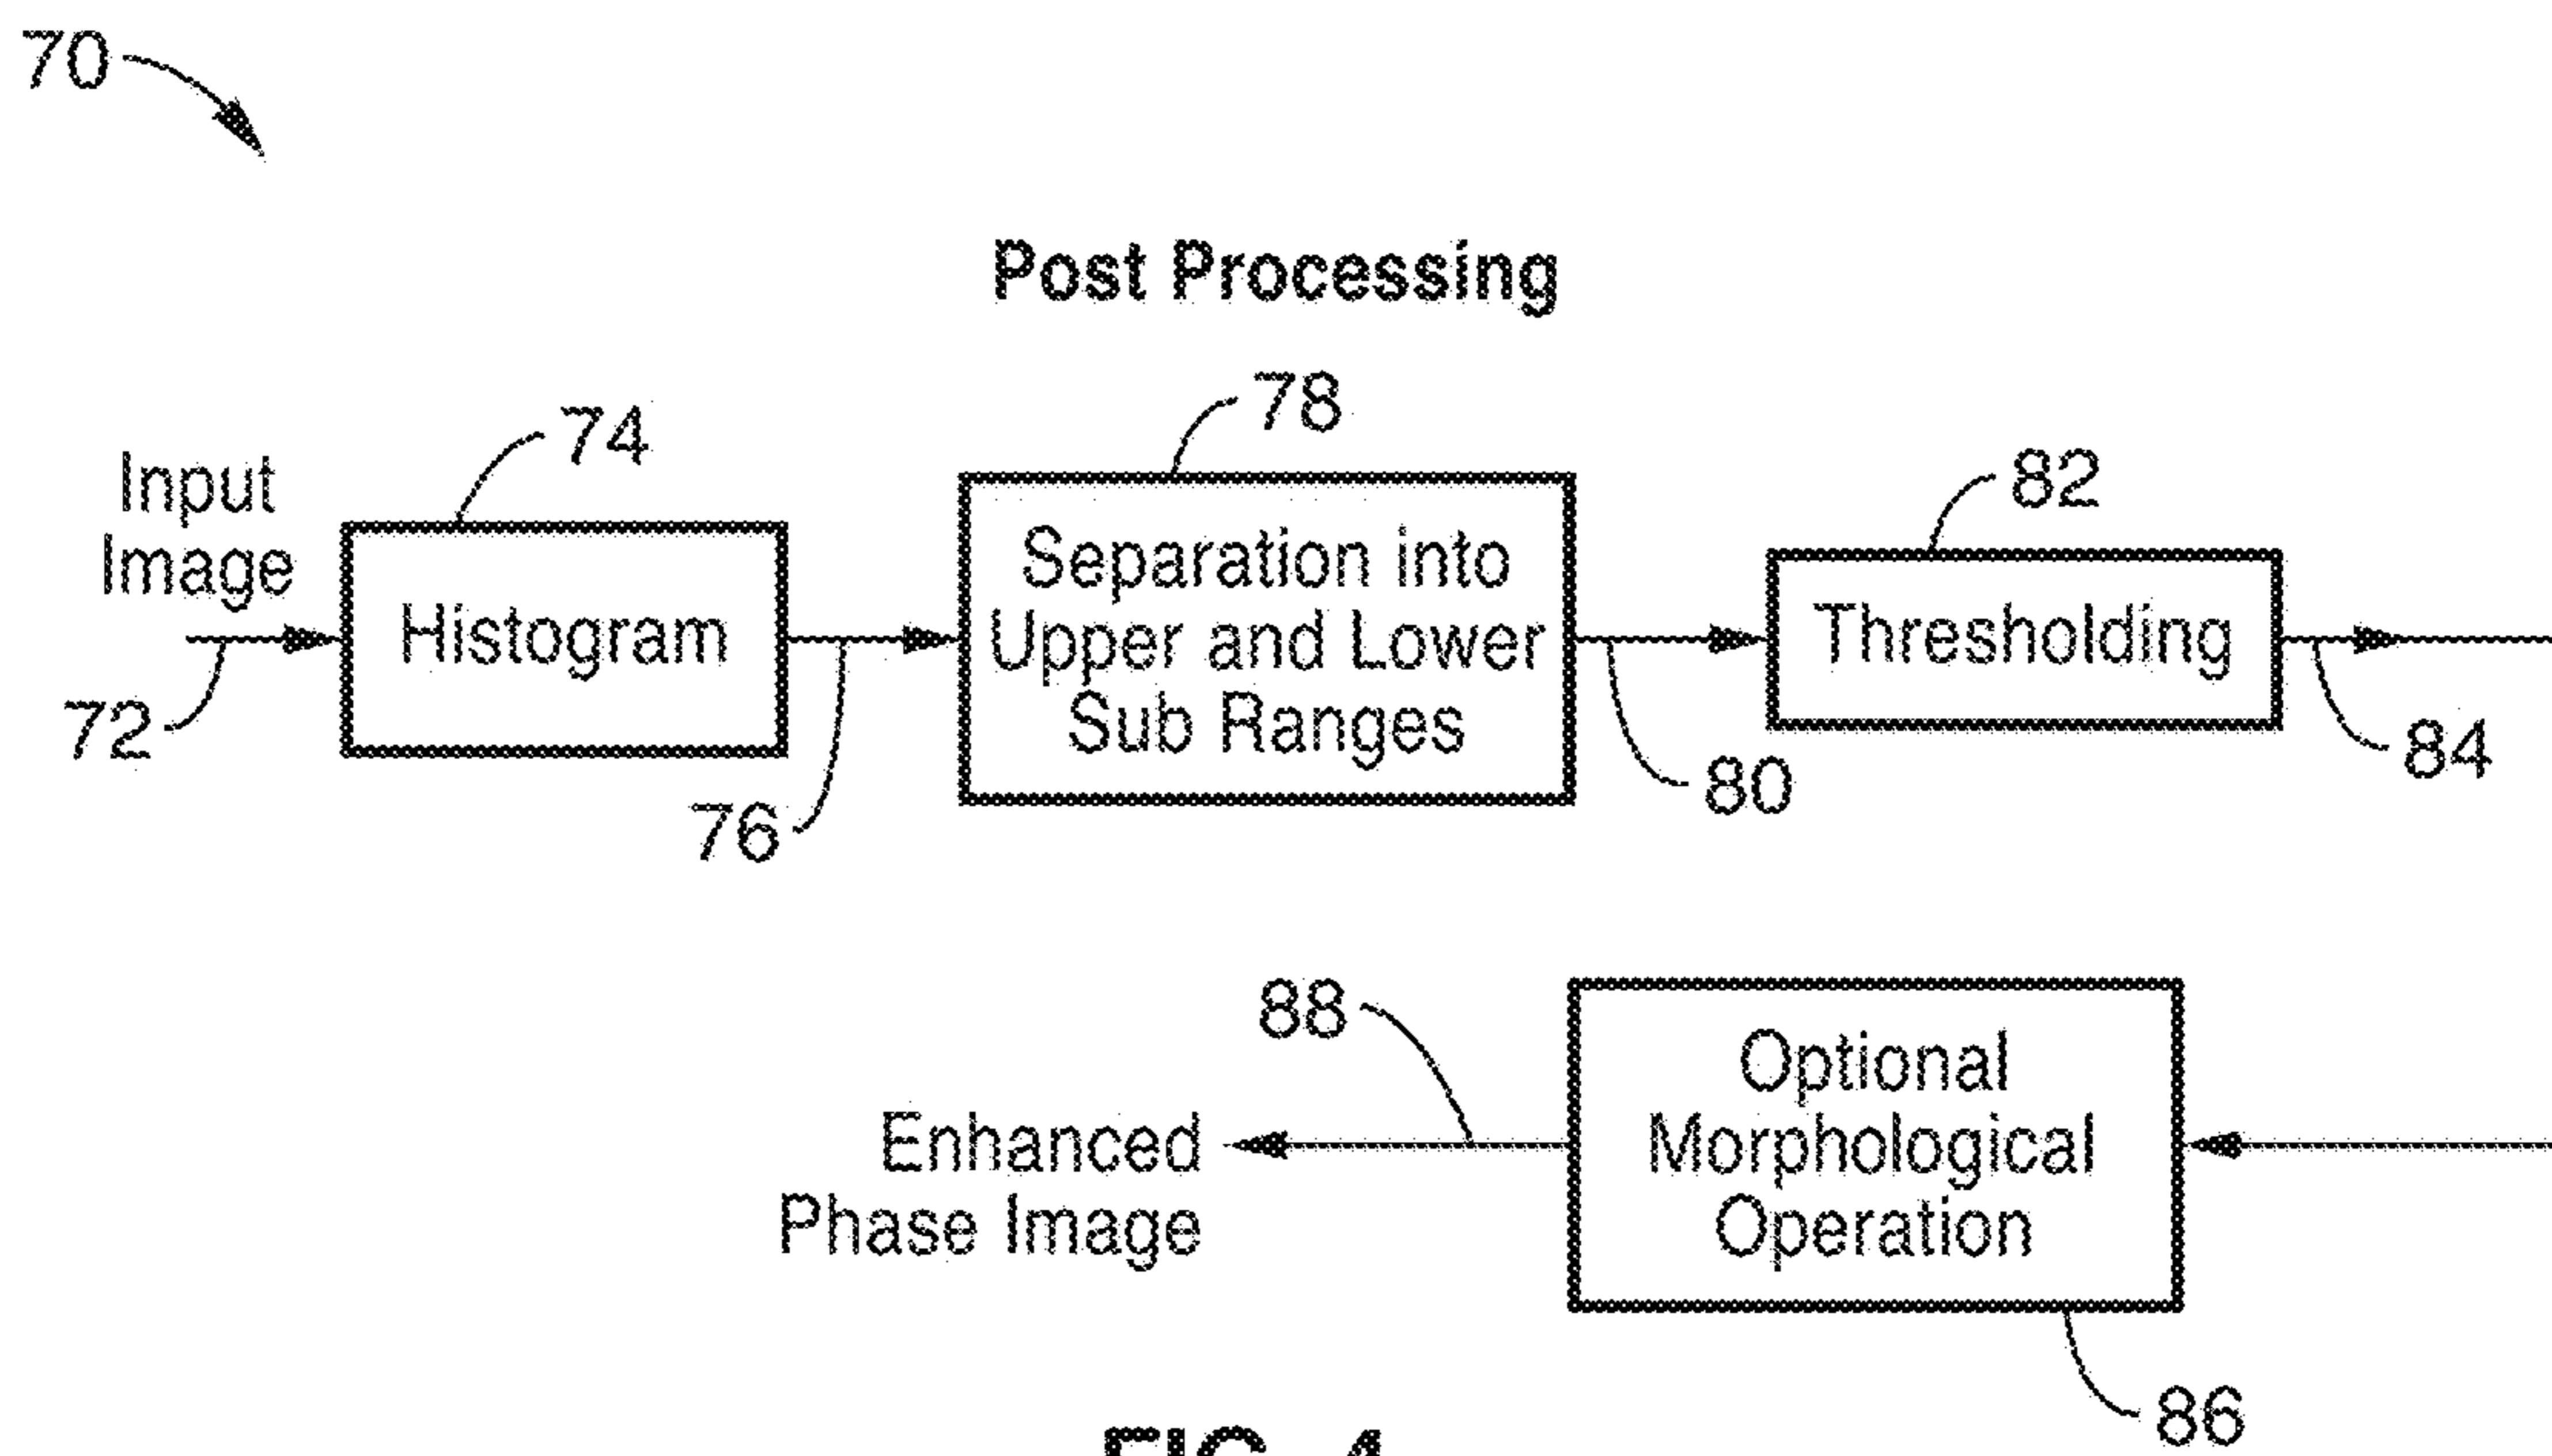 70
Post Processing
78
74
82
Input
Image
Histogram
Separation into
Upper and Lower
Sub Ranges
Thresholding
72
76
80
84
88
Optional
Morphological
Operation
Enhanced
Phase Image
86